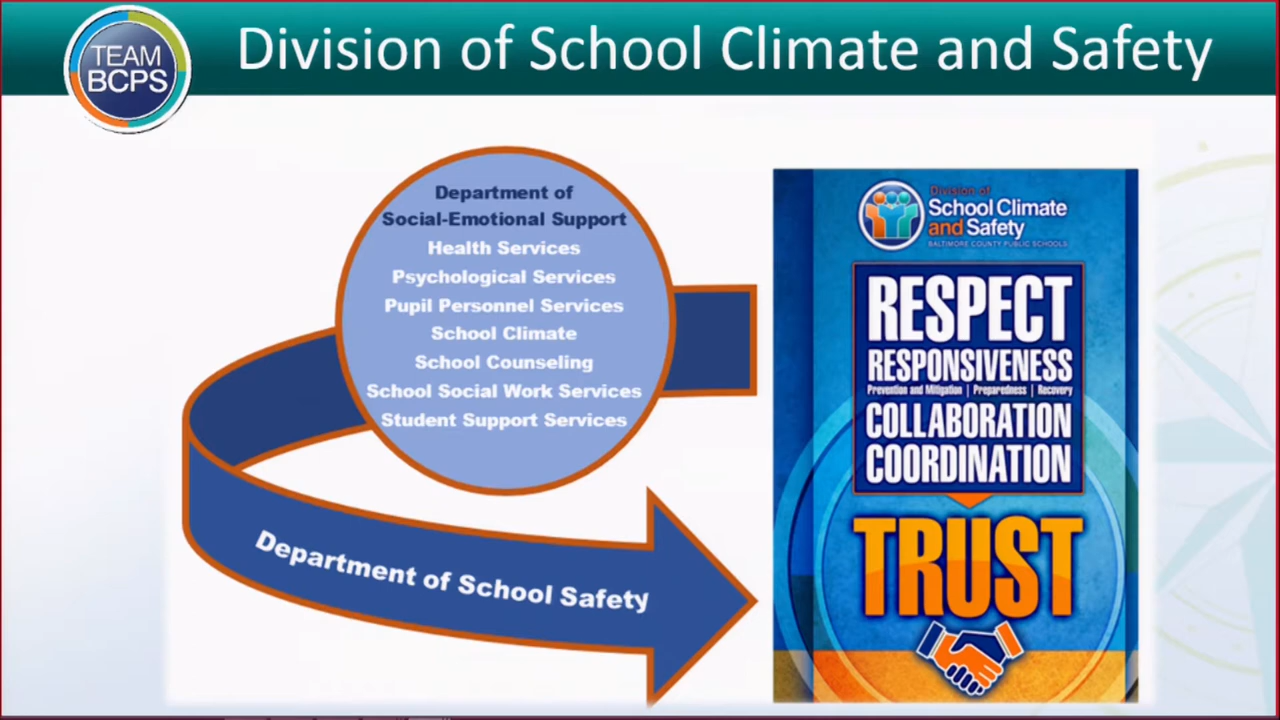 TEAM
BCPS
Division of School Climate and Safety
Department of
Social-Emotional Support
Health Services
Psychological Services
Pupil Personnel Services
School Climate
School Counseling
School Social Work Services
Student Support Services
Department of School Safety
Division of
School Climate
and Safety
BALTIMORE COUNTY PUBLIC SCHOOLS
RESPECT
RESPONSIVENESS
Prevention and Mitigation | Preparedness | Recovery
COLLABORATION
COORDINATION
TRUST